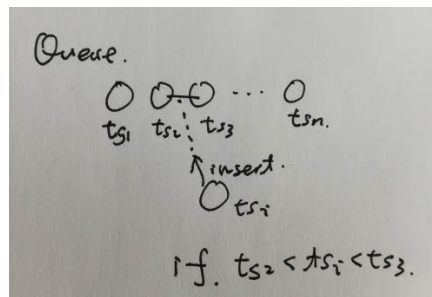 Queue.
ts1 ts2 ts3 ... tsn.
insert.
tsi
if. ts2 < tsi < ts3.